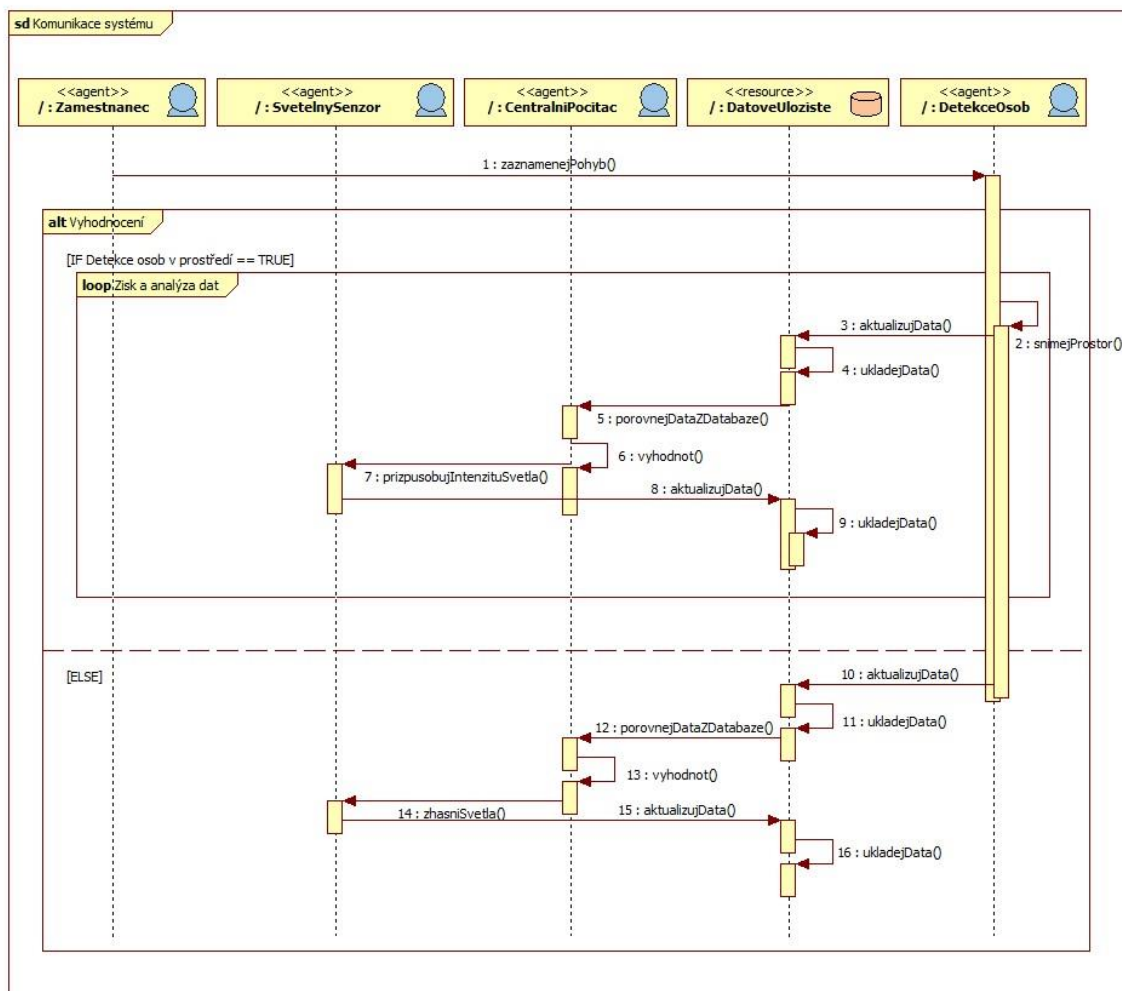 sd Komunikace systému
<<agent>>
/ : Zamestnanec
<<agent>>
/ : SvetelnySenzor
<<agent>>
/ : CentralniPocitac
<<resource>>
/ : DatoveUloziste
<<agent>>
/ : DetekceOsob
1 : zaznamenejPohyb()
alt Vyhodnocení
[IF Detekce osob v prostředí == TRUE]
loop Zisk a analýza dat
3 : aktualizujData()
2 : snimejProstor()
4 : ukladejData()
5 : porovnejDataZDatabaze()
6 : vyhodnot()
7 : prizpusobujIntenzituSvetla()
8 : aktualizujData()
9 : ukladejData()
[ELSE]
10 : aktualizujData()
11 : ukladejData()
12 : porovnejDataZDatabaze()
13 : vyhodnot()
14 : zhasniSvetla()
15 : aktualizujData()
16 : ukladejData()